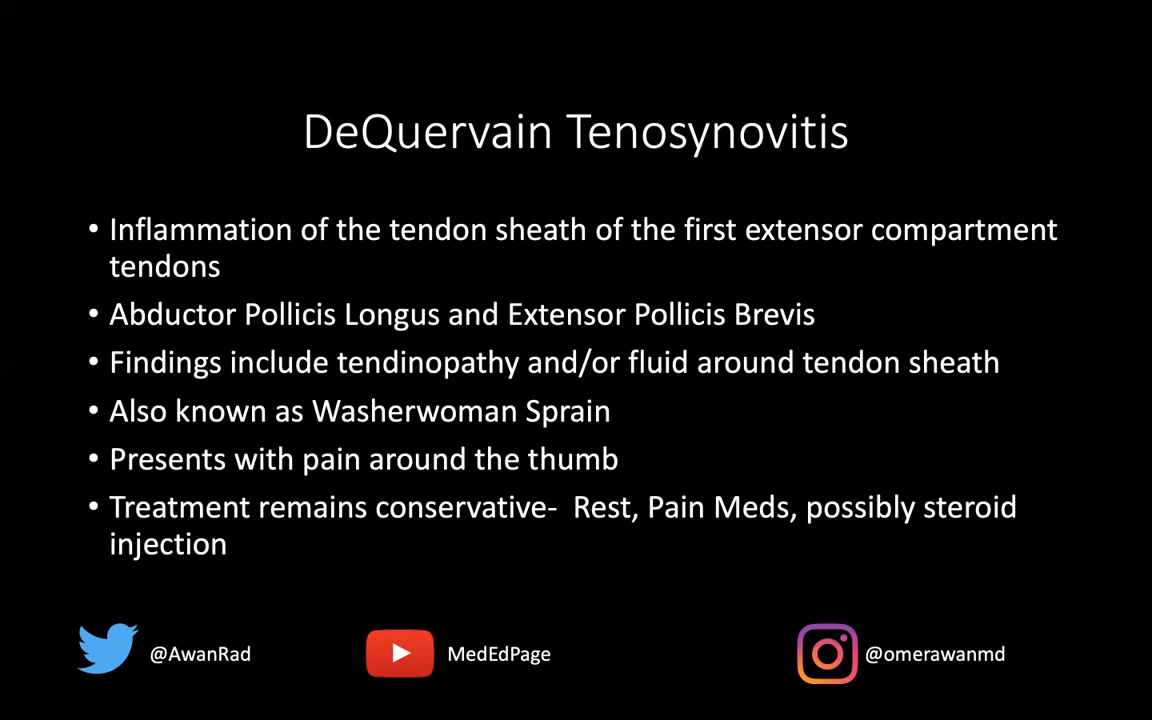 DeQuervain Tenosynovitis
• Inflammation of the tendon sheath of the first extensor compartment
tendons
• Abductor Pollicis Longus and Extensor Pollicis Brevis
• Findings include tendinopathy and/or fluid around tendon sheath
• Also known as Washerwoman Sprain
• Presents with pain around the thumb
• Treatment remains conservative-  Rest, Pain Meds, possibly steroid
injection
@AwanRad
MedEdPage
@omerawanmd